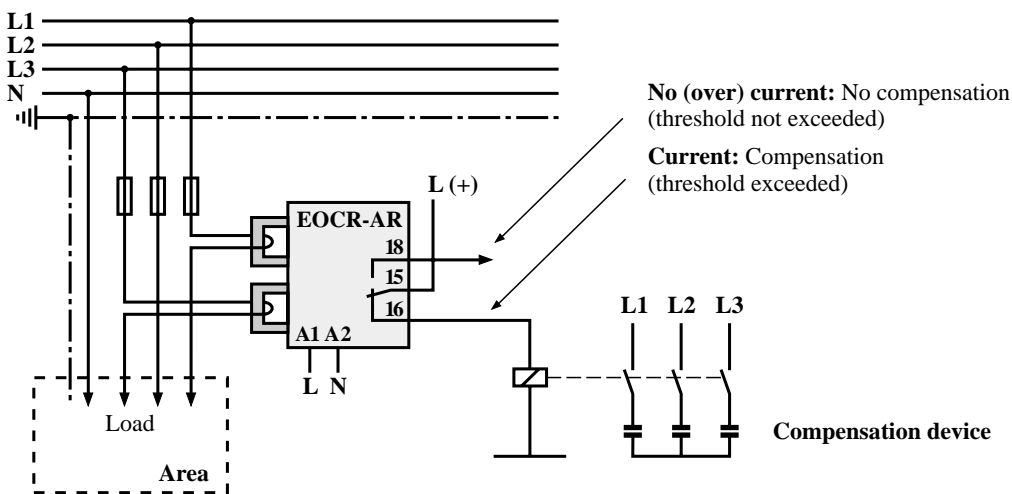 L1
L2
L3
N
No (over) current: No compensation
(threshold not exceeded)
Current: Compensation
(threshold exceeded)
L (+)
EOCR-AR
18
15
16
A1 A2
L N
L1 L2 L3
Load
Area
Compensation device